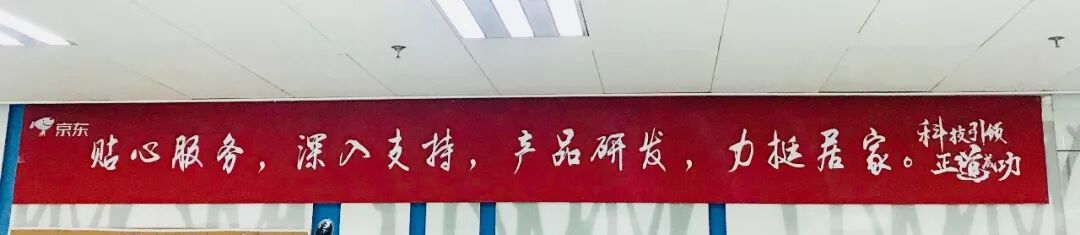 京东
贴心服务，深入支持，产品研发，力挺居家。
科技引领
正道成功